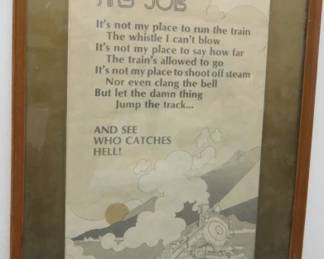 MY JOB
It's not my place to run the train
The whistle I can't blow
It's not my place to say how far
The train's allowed to go
It's not my place to shoot off steam
Nor even clang the bell
But let the damn thing
Jump the track...
AND SEE
WHO CATCHES
HELL!